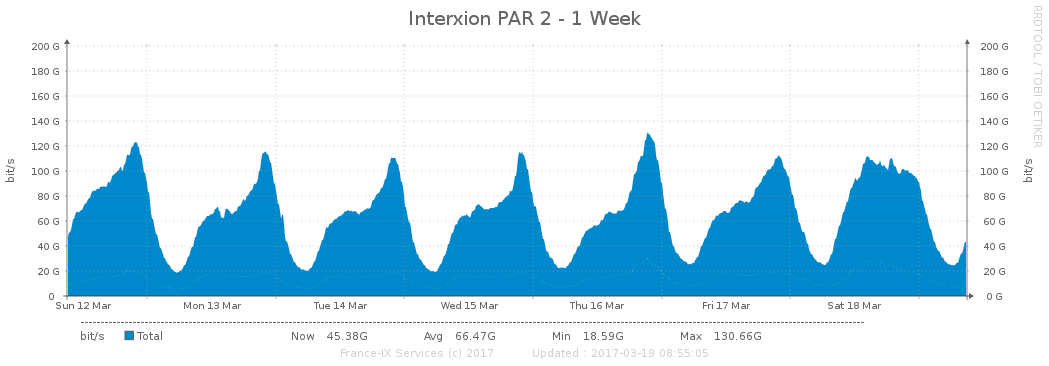 Interxion PAR 2 - 1 Week
RRDTOOL / TOBI OETIKER
bit/s
200 G
180 G
160 G
140 G
120 G
100 G
80 G
60 G
40 G
20 G
0
200 G
180 G
160 G
140 G
120 G
100 G
80 G
60 G
40 G
20 G
0 G
bit/s
Sun 12 Mar Mon 13 Mar Tue 14 Mar Wed 15 Mar Thu 16 Mar Fri 17 Mar Sat 18 Mar
bit/s Total Now 45.38G Avg 66.47G Min 18.59G Max 130.66G
France-IX Services (c) 2017 Updated : 2017-03-19 08:55:05